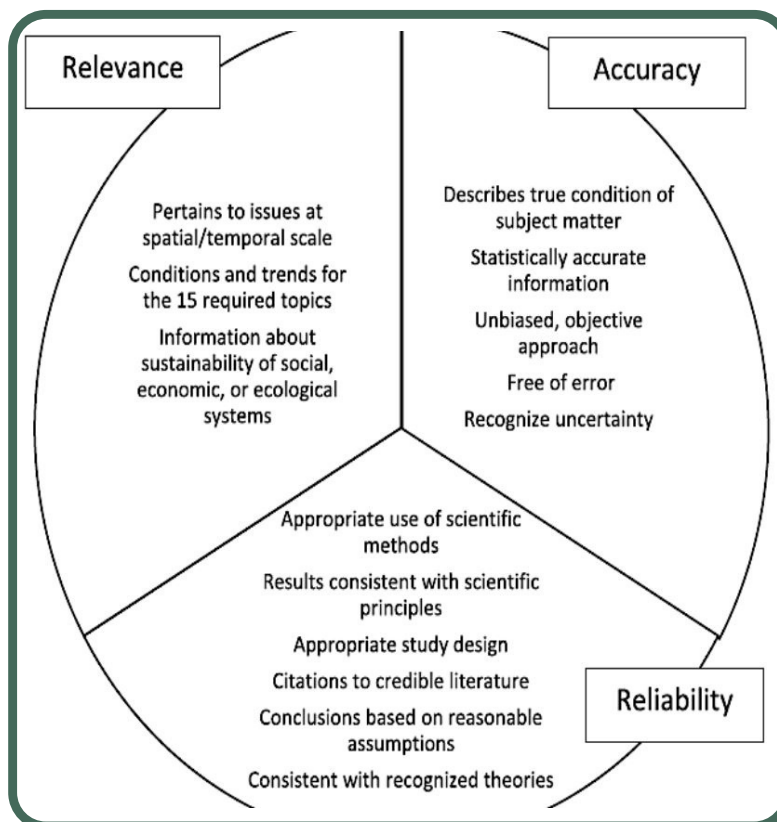 Relevance
Pertains to issues at
spatial/temporal scale
Conditions and trends for
the 15 required topics
Information about
sustainability of social,
economic, or ecological
systems
Accuracy
Describes true condition of
subject matter
Statistically accurate
information
Unbiased, objective
approach
Free of error
Recognize uncertainty
Appropriate use of scientific
methods
Results consistent with scientific
principles
Appropriate study design
Citations to credible literature
Conclusions based on reasonable
assumptions
Consistent with recognized theories
Reliability